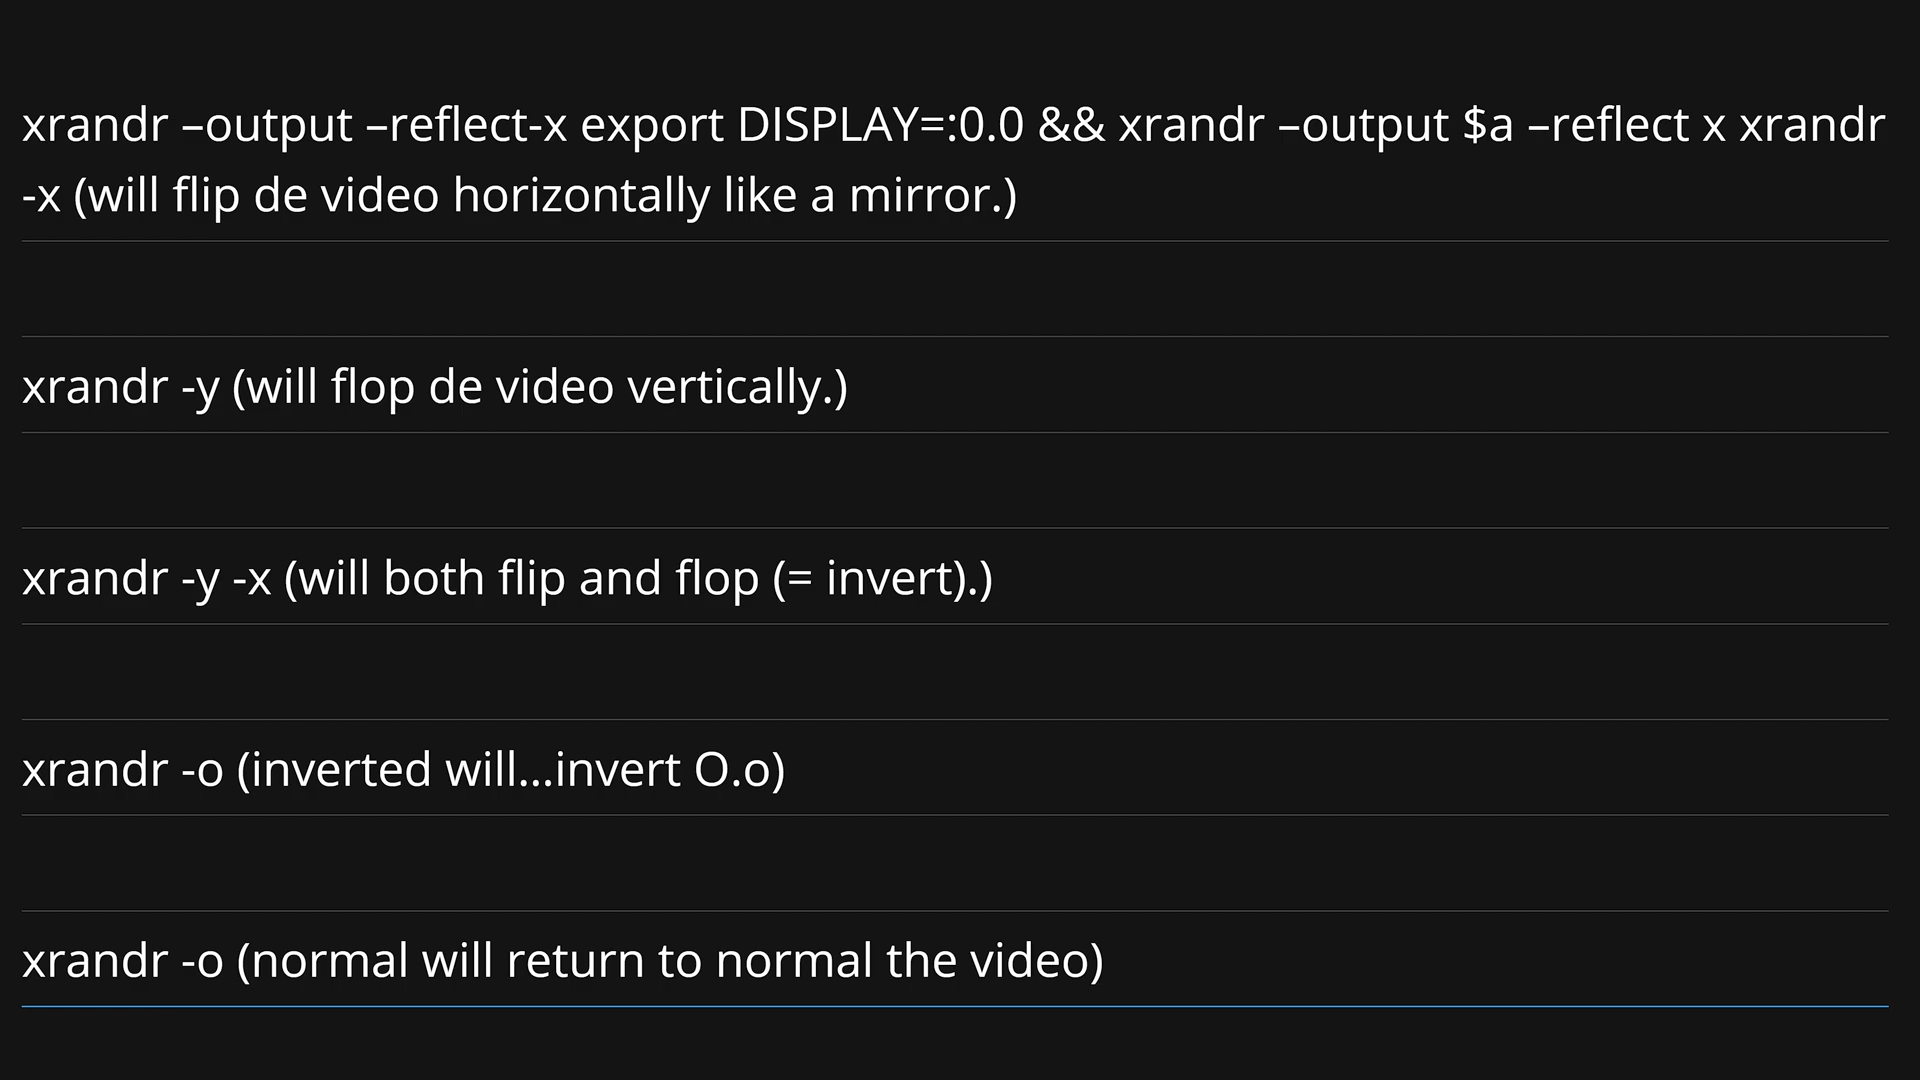 xrandr –output –reflect-x export DISPLAY=:0.0 && xrandr –output $a –reflect x xrandr
-x (will flip de video horizontally like a mirror.)
xrandr -y (will flop de video vertically.)
xrandr -y -x (will both flip and flop (= invert).)
xrandr -o (inverted will...invert O.o)
xrandr -o (normal will return to normal the video)